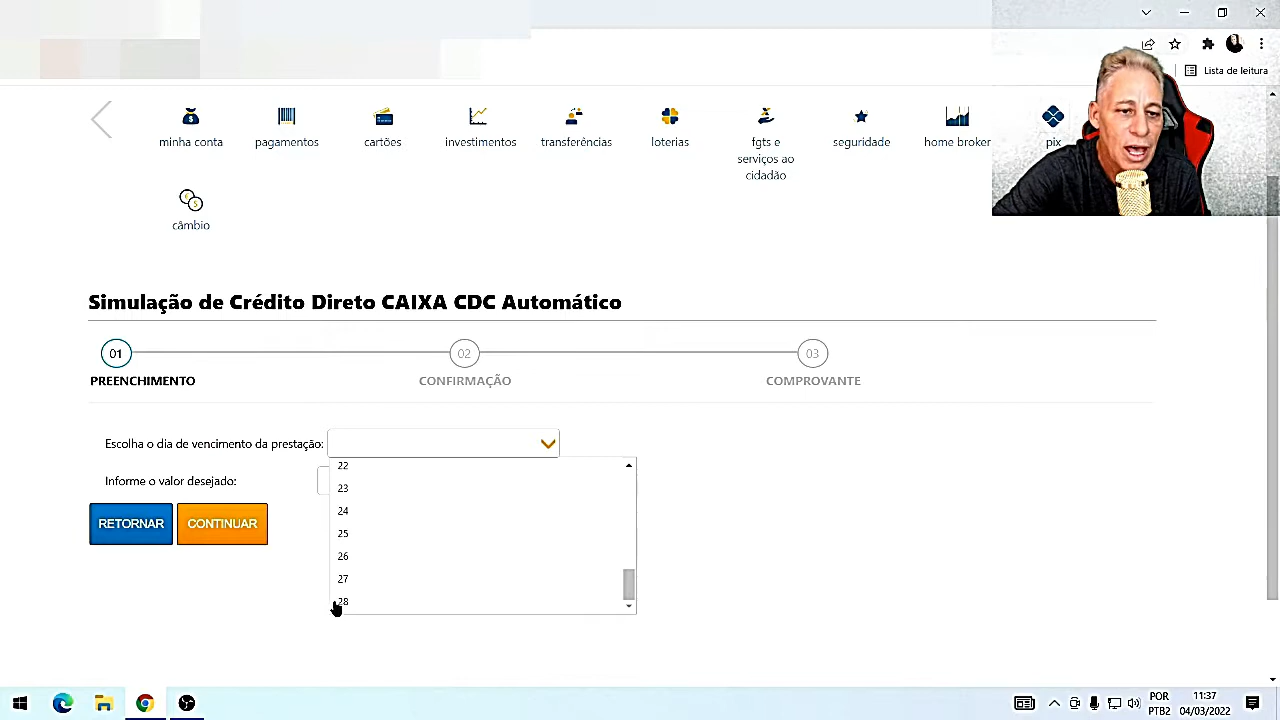 Lista de leitura
minha conta
pagamentos
cartões
investimentos
transferências
loterias
fgts e
serviços ao
cidadão
seguridade
home broker
pix
câmbio
Simulação de Crédito Direto CAIXA CDC Automático
01
02
03
PREENCHIMENTO
CONFIRMAÇÃO
COMPROVANTE
Escolha o dia de vencimento da prestação:
22
Informe o valor desejado:
23
24
RETORNAR
CONTINUAR
25
26
27
28
POR
PTB2
11:37
04/03/2022